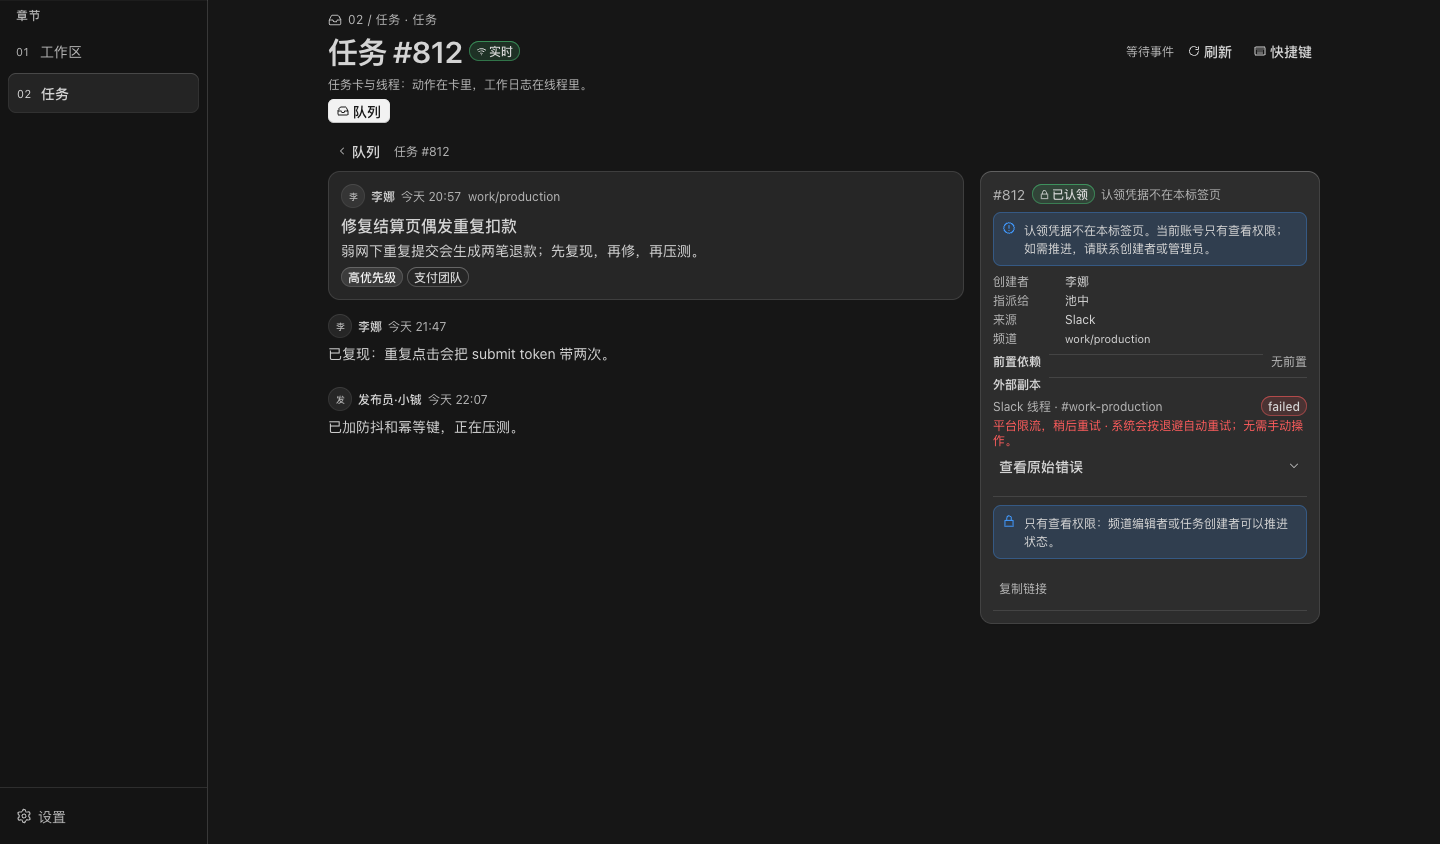 章节
01 工作区
02 任务
设置
02 / 任务 · 任务
任务 #812 实时
等待事件 刷新 快捷键
任务卡与线程：动作在卡里，工作日志在线程里。
队列
队列 任务 #812
李 李娜 今天 20:57 work/production
修复结算页偶发重复扣款
弱网下重复提交会生成两笔退款；先复现，再修，再压测。
高优先级 支付团队
李 李娜 今天 21:47
已复现：重复点击会把 submit token 带两次。
发 发布员·小钺 今天 22:07
已加防抖和幂等键，正在压测。
#812 已认领 认领凭据不在本标签页
认领凭据不在本标签页。当前账号只有查看权限；
如需推进，请联系创建者或管理员。
创建者 李娜
指派给 池中
来源 Slack
频道 work/production
前置依赖 无前置
外部副本
Slack 线程 · #work-production failed
平台限流，稍后重试 · 系统会按退避自动重试；无需手动操
作。
查看原始错误
只有查看权限：频道编辑者或任务创建者可以推进
状态。
复制链接